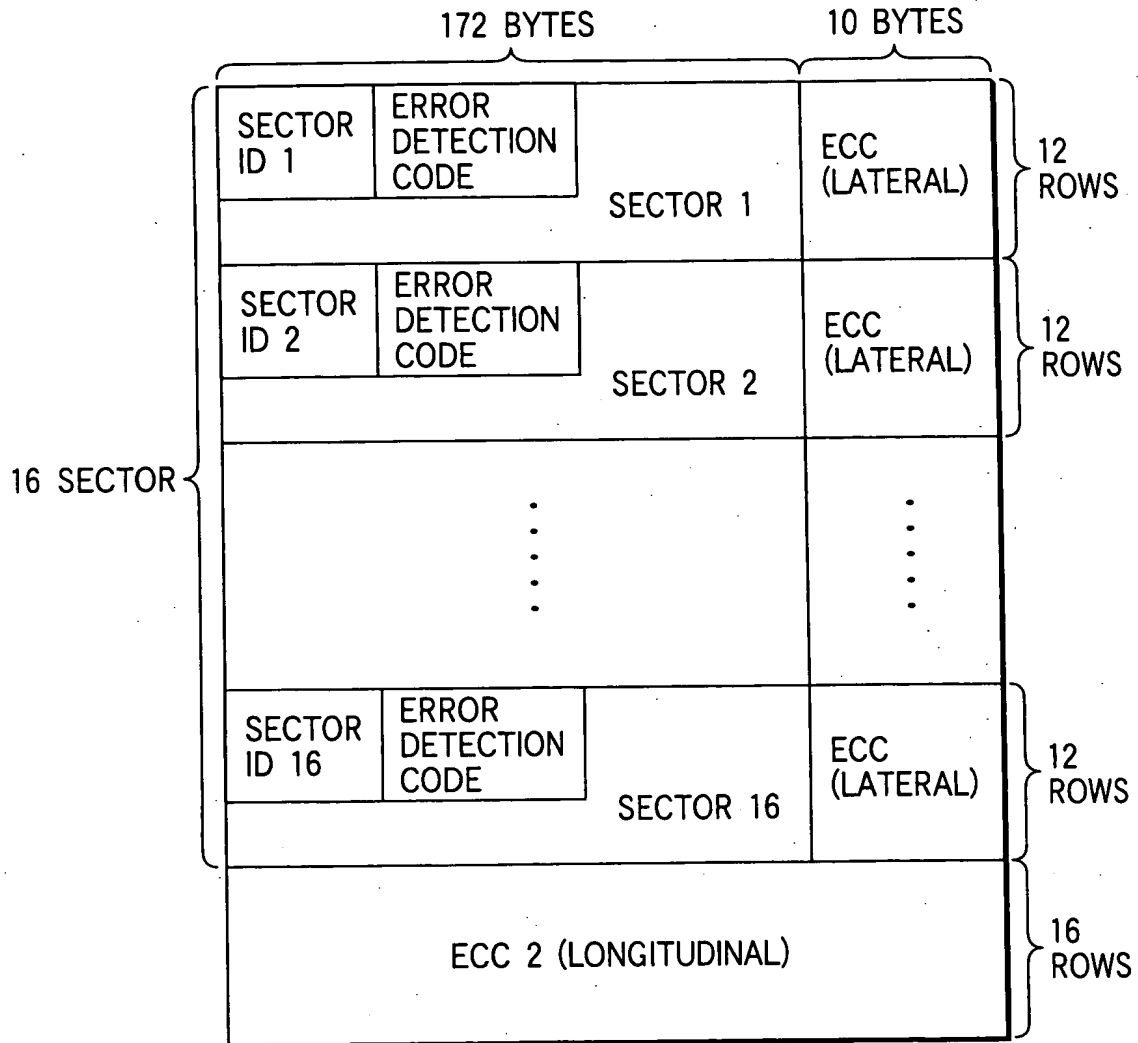 172 BYTES
10 BYTES
SECTOR
ID 1
ERROR
DETECTION
CODE
SECTOR 1
ECC
(LATERAL)
12
ROWS
SECTOR
ID 2
ERROR
DETECTION
CODE
SECTOR 2
ECC
(LATERAL)
12
ROWS
16 SECTOR
SECTOR
ID 16
ERROR
DETECTION
CODE
SECTOR 16
ECC
(LATERAL)
12
ROWS
ECC 2 (LONGITUDINAL)
16
ROWS